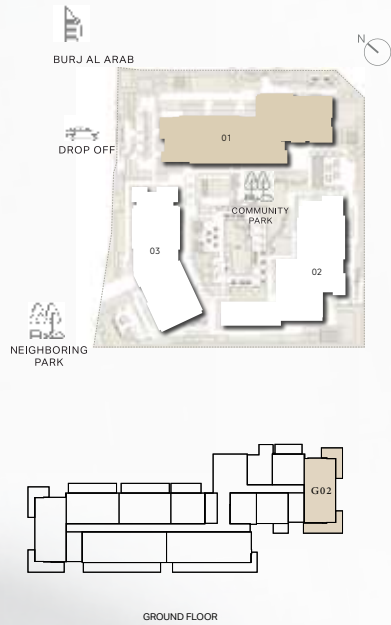 N
BURJ AL ARAB
DROP OFF
01
COMMUNITY
PARK
03
02
NEIGHBORING
PARK
G02
GROUND FLOOR